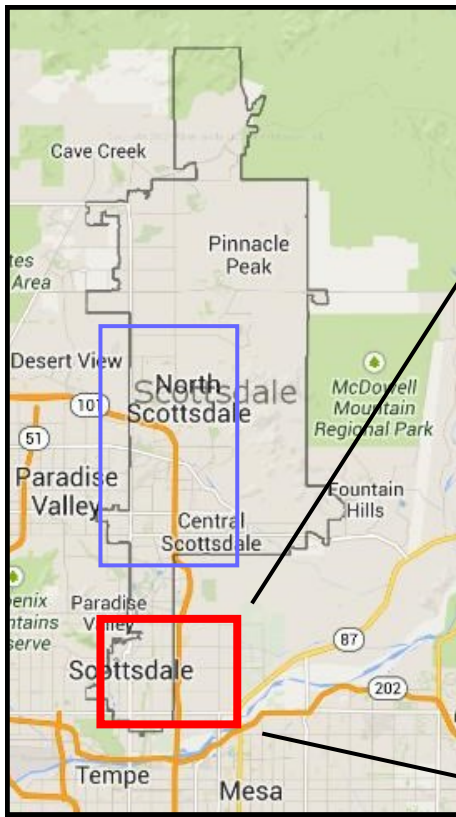 Cave Creek
Pinnacle
Peak
tes
Area
Desert View
North
Scottsdale
Scottsdale
101
McDowell
Mountain
Regional Park
51
Paradise
Valley
Fountain
Hills
Central
Scottsdale
enix
ntains
serve
Paradise
Valley
87
Scottsdale
202
Tempe
Mesa